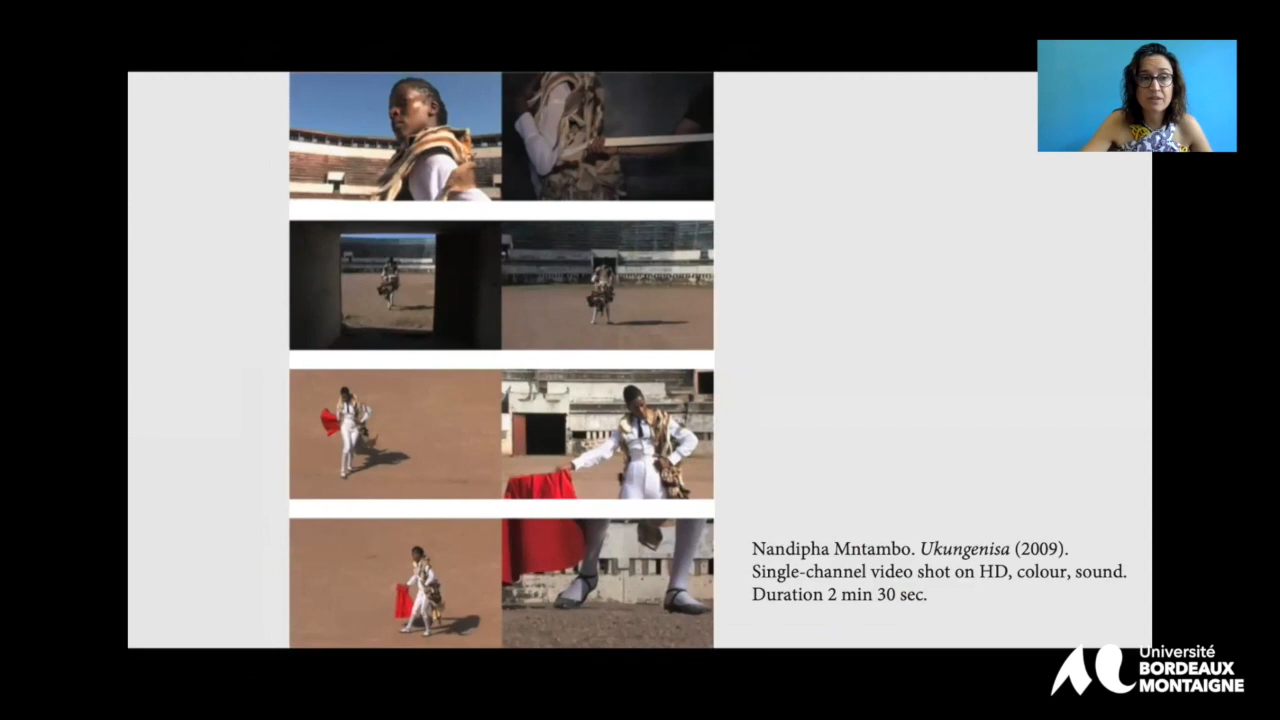 Nandipha Mntambo. Ukungenisa (2009).
Single-channel video shot on HD, colour, sound.
Duration 2 min 30 sec.
Université
BORDEAUX
MONTAIGNE